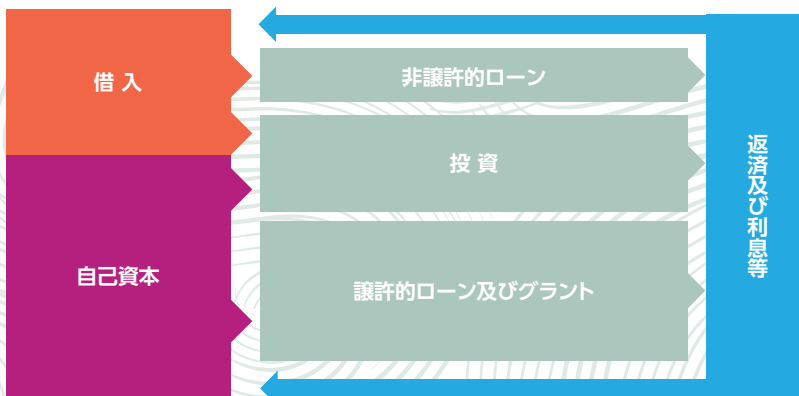 借 入
非譲許的ローン
投 資
返済及び利息等
自己資本
譲許的ローン及びグラント